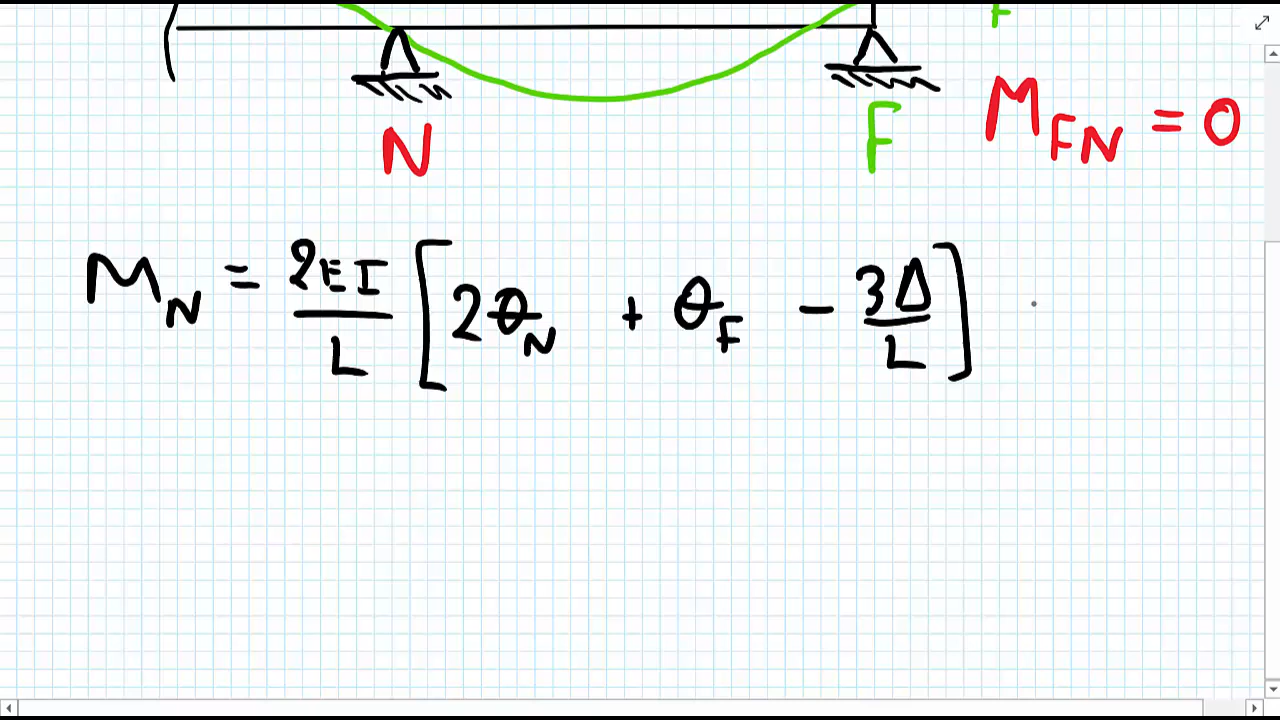 N F
M_FN = 0
M_N = 2EI/L [2θ_N + θ_F - 3Δ/L]